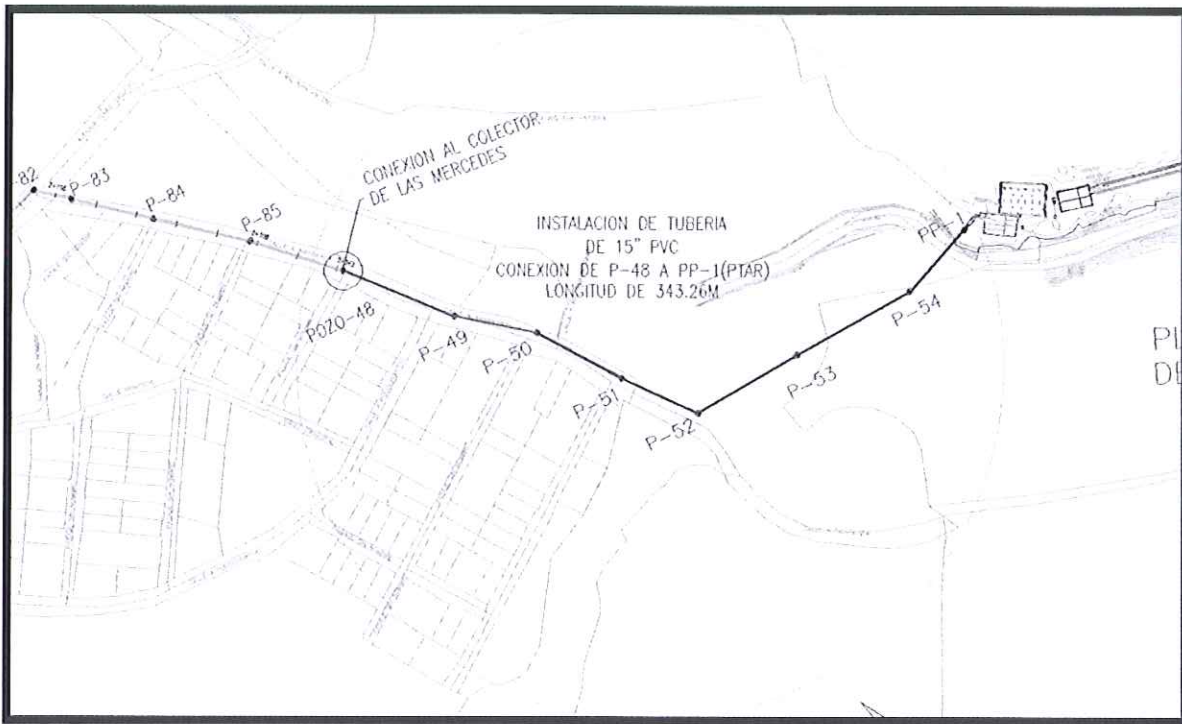 -82
P-83
P-84
P-85
CONEXION AL COLECTOR
DE LAS MERCEDES
POZO-48
INSTALACION DE TUBERIA
DE 15" PVC
CONEXION DE P-48 A PP-1(PTAR)
LONGITUD DE 343.26M
P-49
P-50
P-51
P-52
P-53
P-54
PP-1
DE